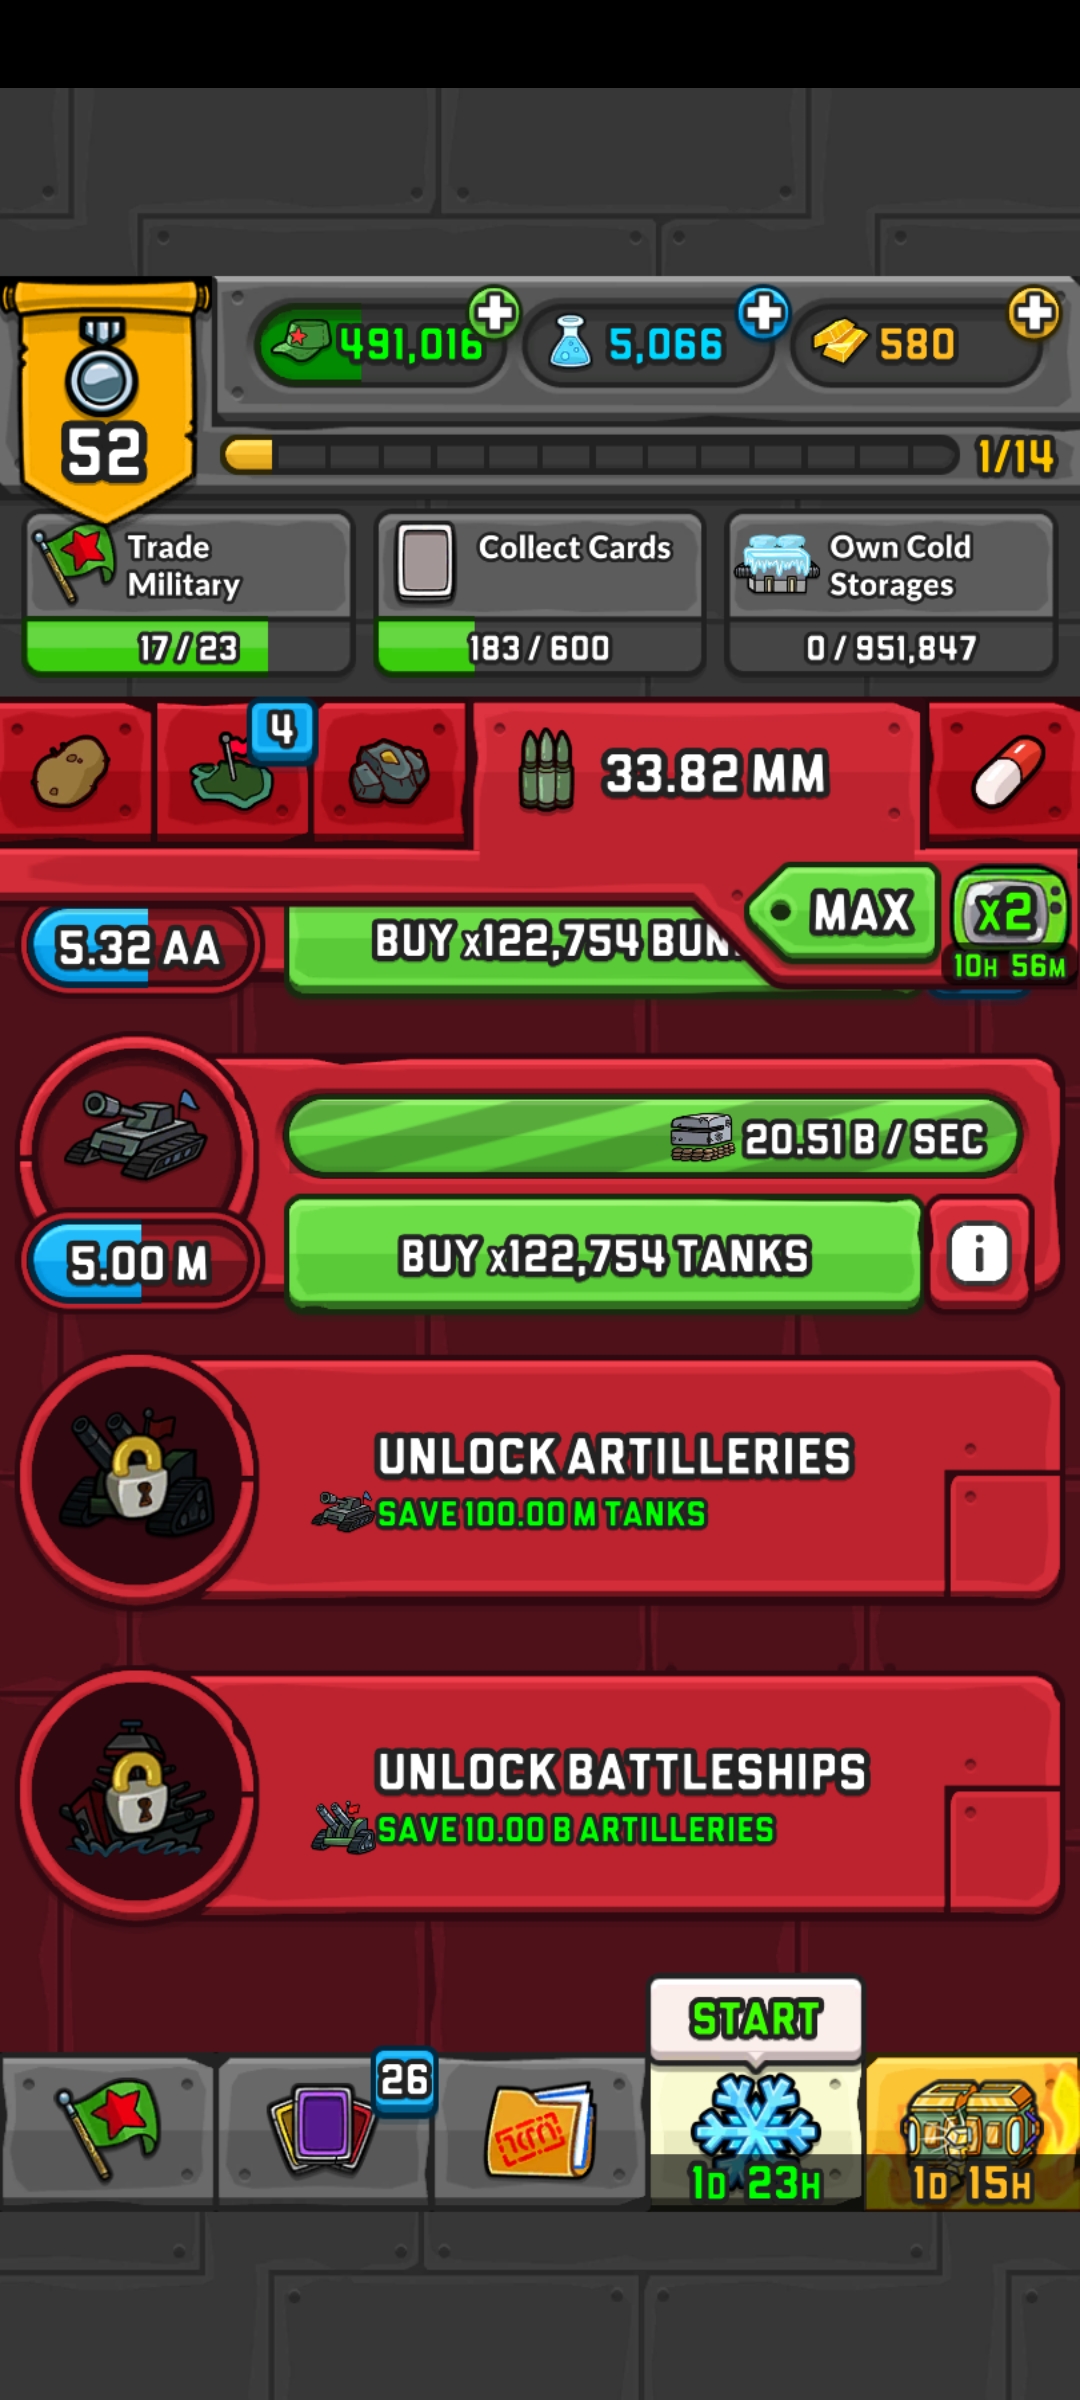 491,016
5,066
580
52
1/14
Trade
Military
17/23
Collect Cards
183/600
Own Cold
Storages
0/951,847
4
33.82 MM
MAX
x2
10H 56M
5.32 AA
BUY x122,754 BUN
20.51 B / SEC
5.00 M
BUY x122,754 TANKS
i
UNLOCK ARTILLERIES
SAVE 100.00 M TANKS
UNLOCK BATTLESHIPS
SAVE 10.00 B ARTILLERIES
START
26
1D 23H
1D 15H